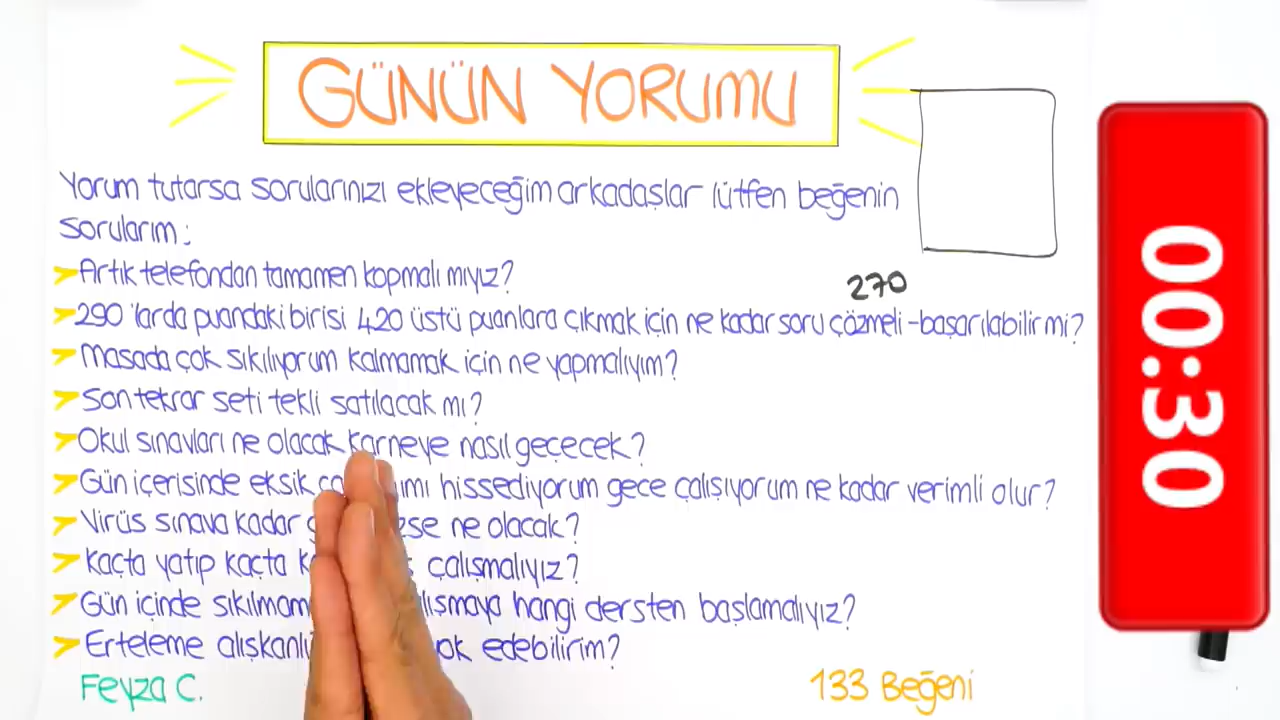 GÜNÜN YORUMU
Yorum tutarsa sorularınızı ekleyeceğim arkadaşlar lütfen beğenin
sorularım:
➤ Artık telefondan tamamen kopmalı mıyız?
270
➤ 290'larda puandaki birisi 420 üstü puanlara çıkmak için ne kadar soru çözmeli - başarılabilir mi?
➤ Masada çok sıkılıyorum kalmamak için ne yapmalıyım?
➤ Son tekrar seti tekli satılacak mı?
➤ Okul sınavları ne olacak karneye nasıl geçecek?
➤ Gün içerisinde eksik hissediyorum gece çalışıyorum ne kadar verimli olur?
➤ Virüs sınava kadar ne olacak?
➤ Kaçta yatıp kaçta çalışmalıyız?
➤ Gün içinde hangi dersten başlamalıyız?
➤ Erteleme edebilirim?
Feyza C.
133 Beğeni
00:30